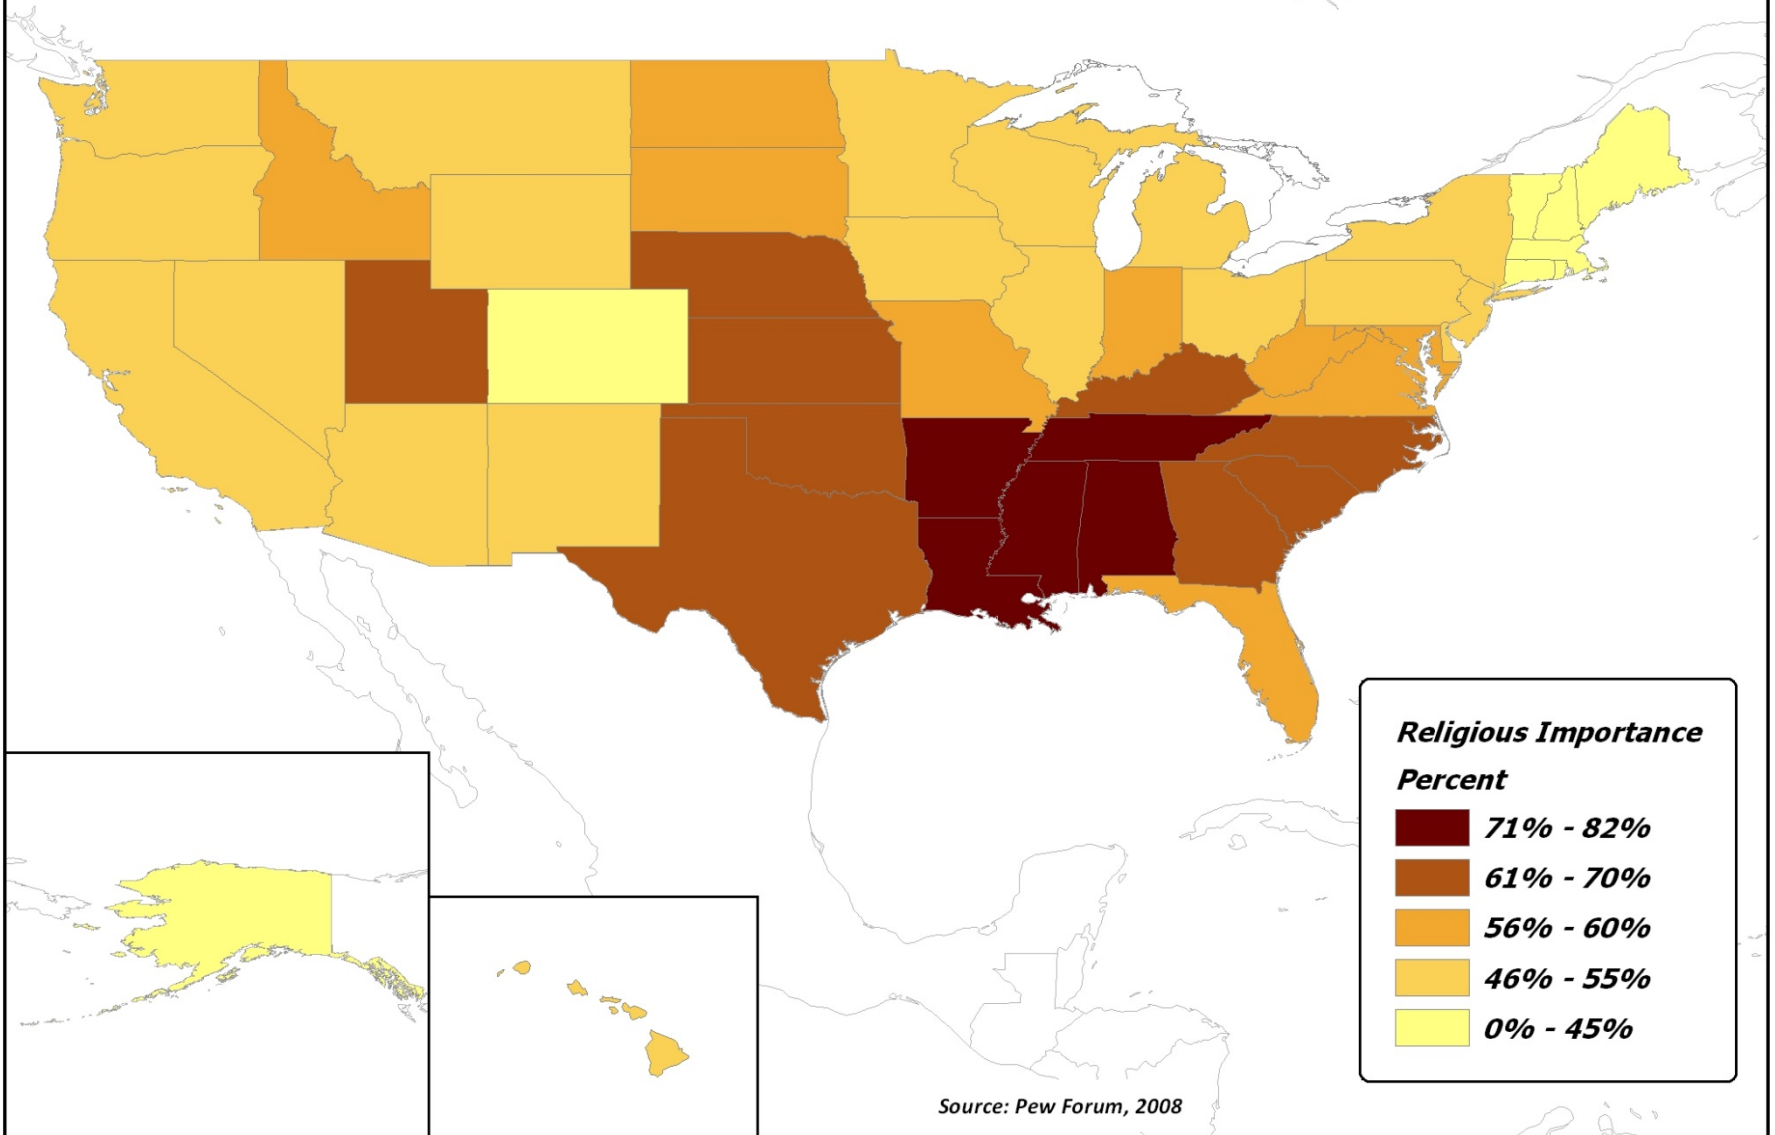 Religious Importance
Percent
71% - 82%
61% - 70%
56% - 60%
46% - 55%
0% - 45%
Source: Pew Forum, 2008